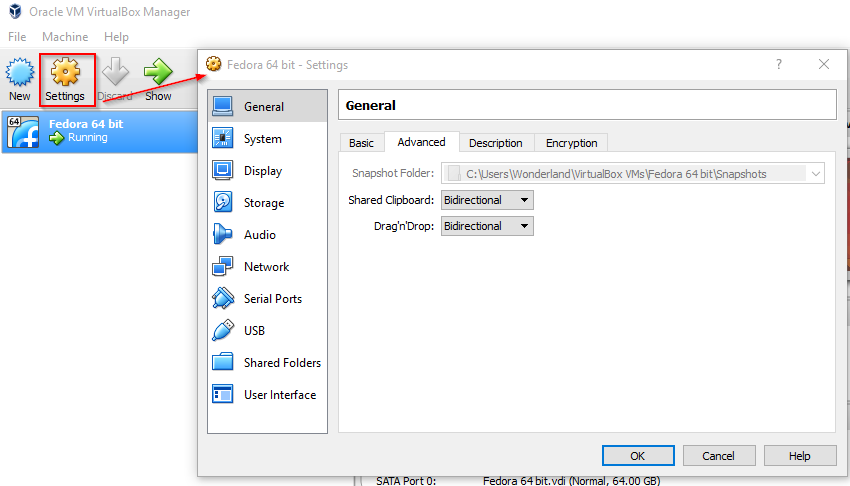 Oracle VM VirtualBox Manager
File Machine Help
New Settings Discard Show
64 Fedora 64 bit
Running
Fedora 64 bit - Settings ?
General
System
Display
Storage
Audio
Network
Serial Ports
USB
Shared Folders
User Interface
General
Basic Advanced Description Encryption
Snapshot Folder: C:\Users\Wonderland\VirtualBox VMs\Fedora 64 bit\Snapshots
Shared Clipboard: Bidirectional
Drag'n'Drop: Bidirectional
OK Cancel Help
SATA Port 0: Fedora 64 bit.vdi (Normal, 64.00 GB)